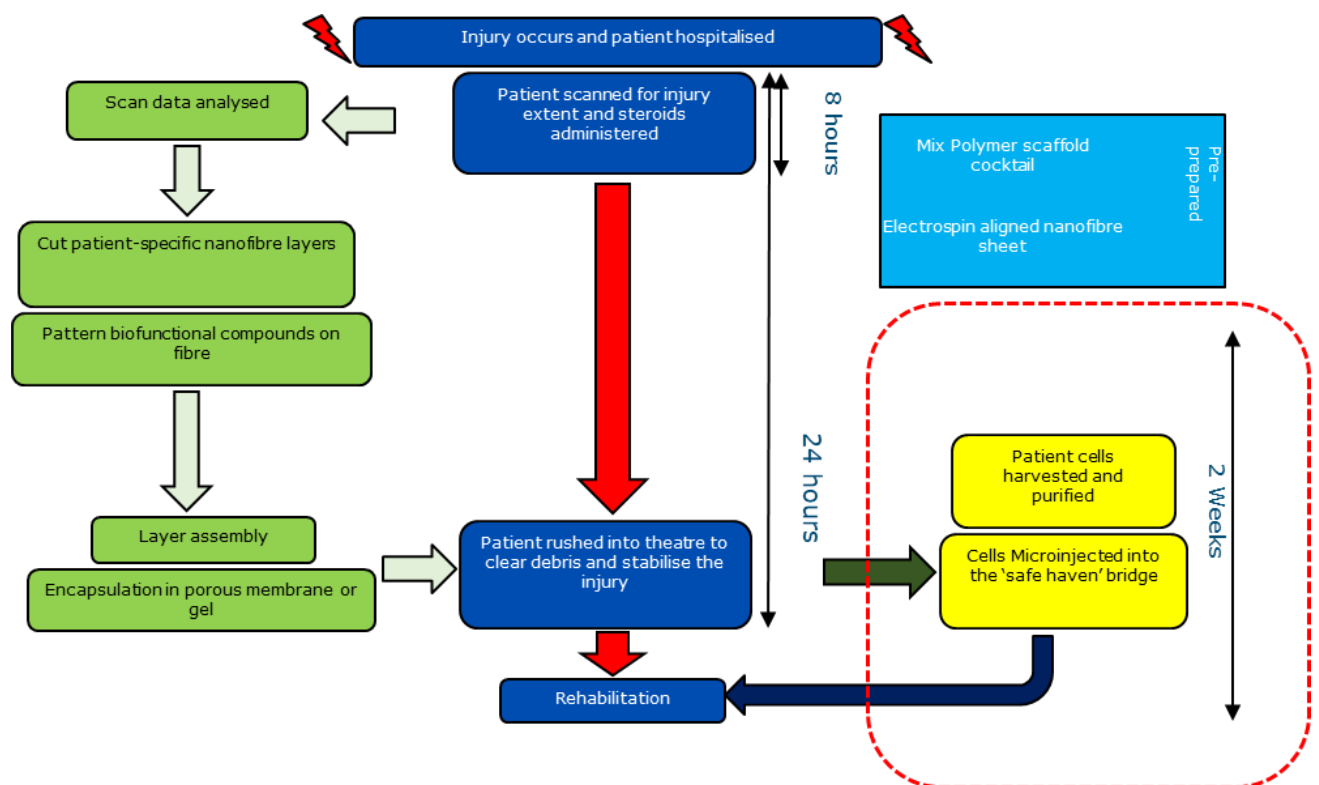 Injury occurs and patient hospitalised
Scan data analysed
Patient scanned for injury
extent and steroids
administered
8 hours
Mix Polymer scaffold
cocktail
Electrospin aligned nanofibre
sheet
Pre-
prepared
Cut patient-specific nanofibre layers
Pattern biofunctional compounds on
fibre
24 hours
Patient cells
harvested and
purified
2 Weeks
Layer assembly
Encapsulation in porous membrane or
gel
Patient rushed into theatre to
clear debris and stabilise the
injury
Cells Microinjected into
the ‘safe haven’ bridge
Rehabilitation